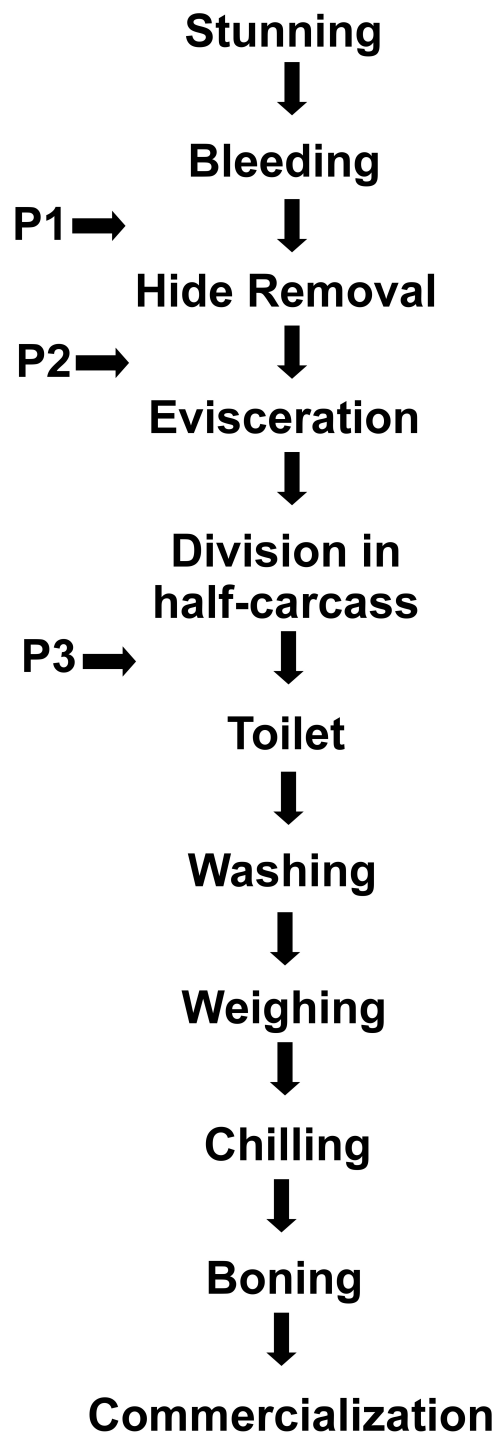 Stunning
Bleeding
P1
Hide Removal
P2
Evisceration
Division in
half-carcass
P3
Toilet
Washing
Weighing
Chilling
Boning
Commercialization